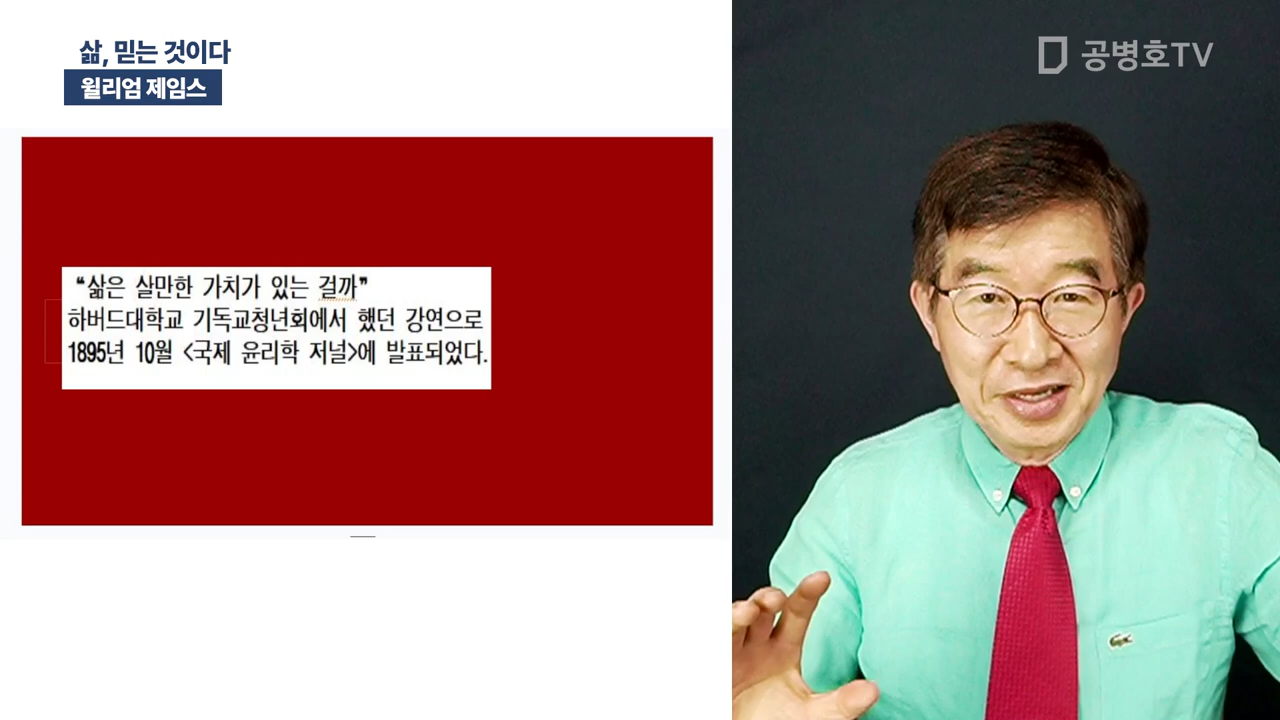 삶, 믿는 것이다
윌리엄 제임스
공병호TV
“삶은 실만한 가치가 있는 걸까”
하버드대학교 기독교청년회에서 했던 강연으로
1895년 10월 <국제 윤리학 저널>에 발표되었다.